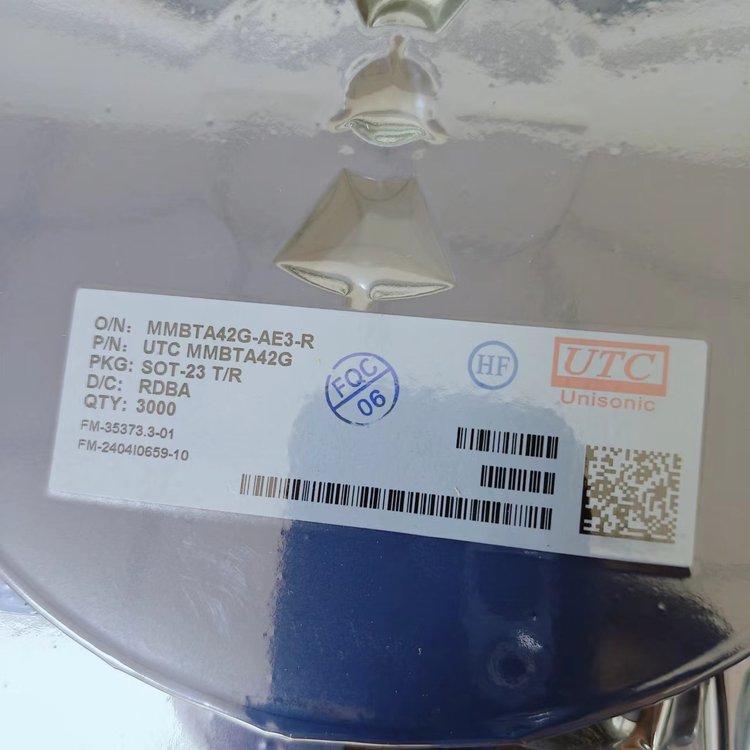 O/N: MMBTA42G-AE3-R
P/N: UTC MMBTA42G
PKG: SOT-23 T/R
D/C: RDBA
QTY: 3000
FM-35373.3-01
FM-2404I0659-10
FQC
06
HF
UTC
Unisonic